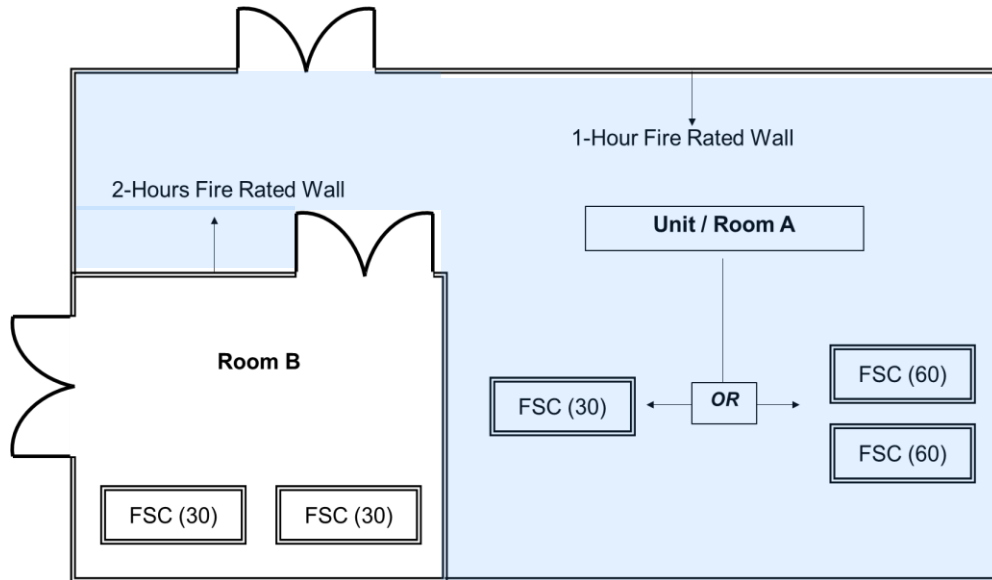 1-Hour Fire Rated Wall
2-Hours Fire Rated Wall
Unit / Room A
Room B
FSC (60)
OR
FSC (30)
FSC (60)
FSC (30)
FSC (30)